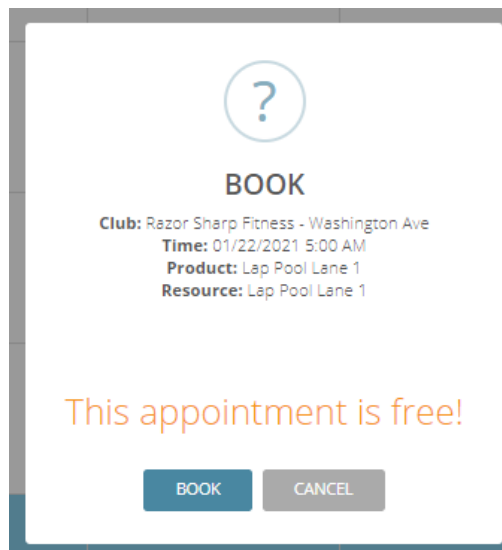 ?
BOOK
Club: Razor Sharp Fitness - Washington Ave
Time: 01/22/2021 5:00 AM
Product: Lap Pool Lane 1
Resource: Lap Pool Lane 1
This appointment is free!
BOOK CANCEL